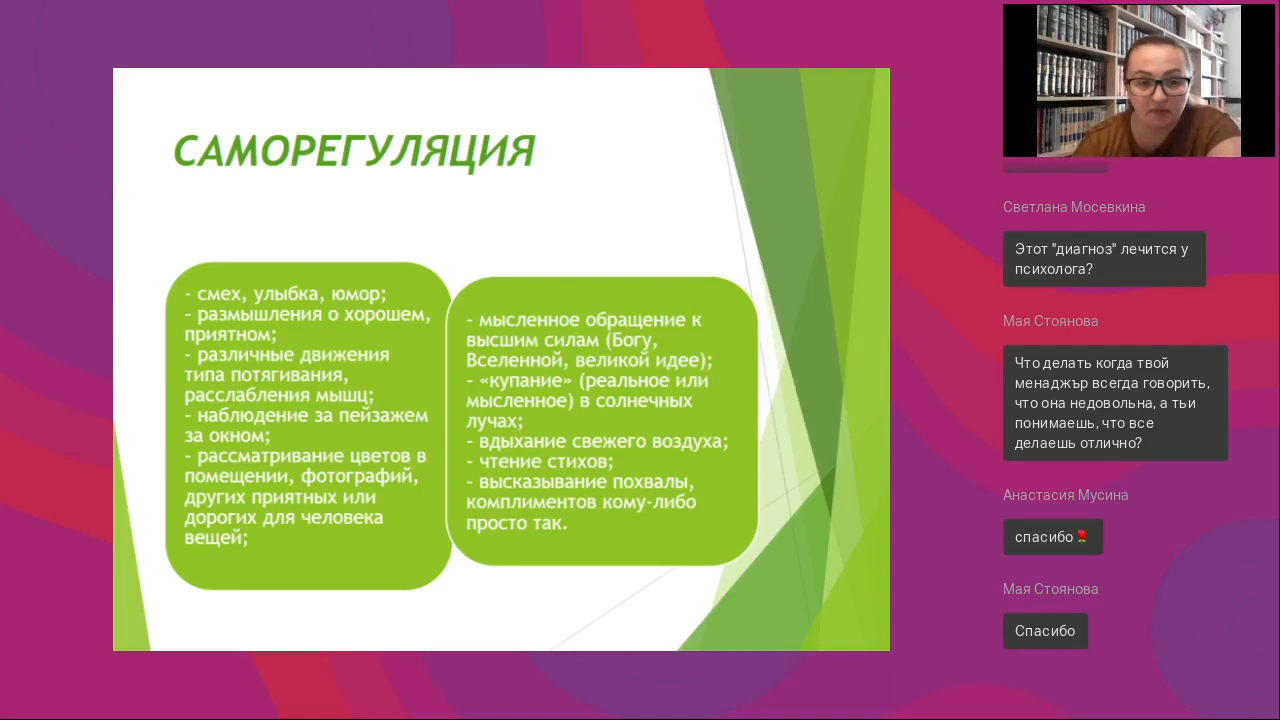 САМОРЕГУЛЯЦИЯ
- смех, улыбка, юмор;
- размышления о хорошем,
приятном;
- различные движения
типа потягивания,
расслабления мышц;
- наблюдение за пейзажем
за окном;
- рассматривание цветов в
помещении, фотографий,
других приятных или
дорогих для человека
вещей;
- мысленное обращение к
высшим силам (Богу,
Вселенной, великой идее);
- «купание» (реальное или
мысленное) в солнечных
лучах;
- вдыхание свежего воздуха;
- чтение стихов;
- высказывание похвалы,
комплиментов кому-либо
просто так.
Светлана Мосевкина
Этот "диагноз" лечится у
психолога?
Мая Стоянова
Что делать когда твой
менаджър всегда говорить,
что она недовольна, а тьи
понимаешь, что все
делаешь отлично?
Анастасия Мусина
спасибо🌹
Мая Стоянова
Спасибо